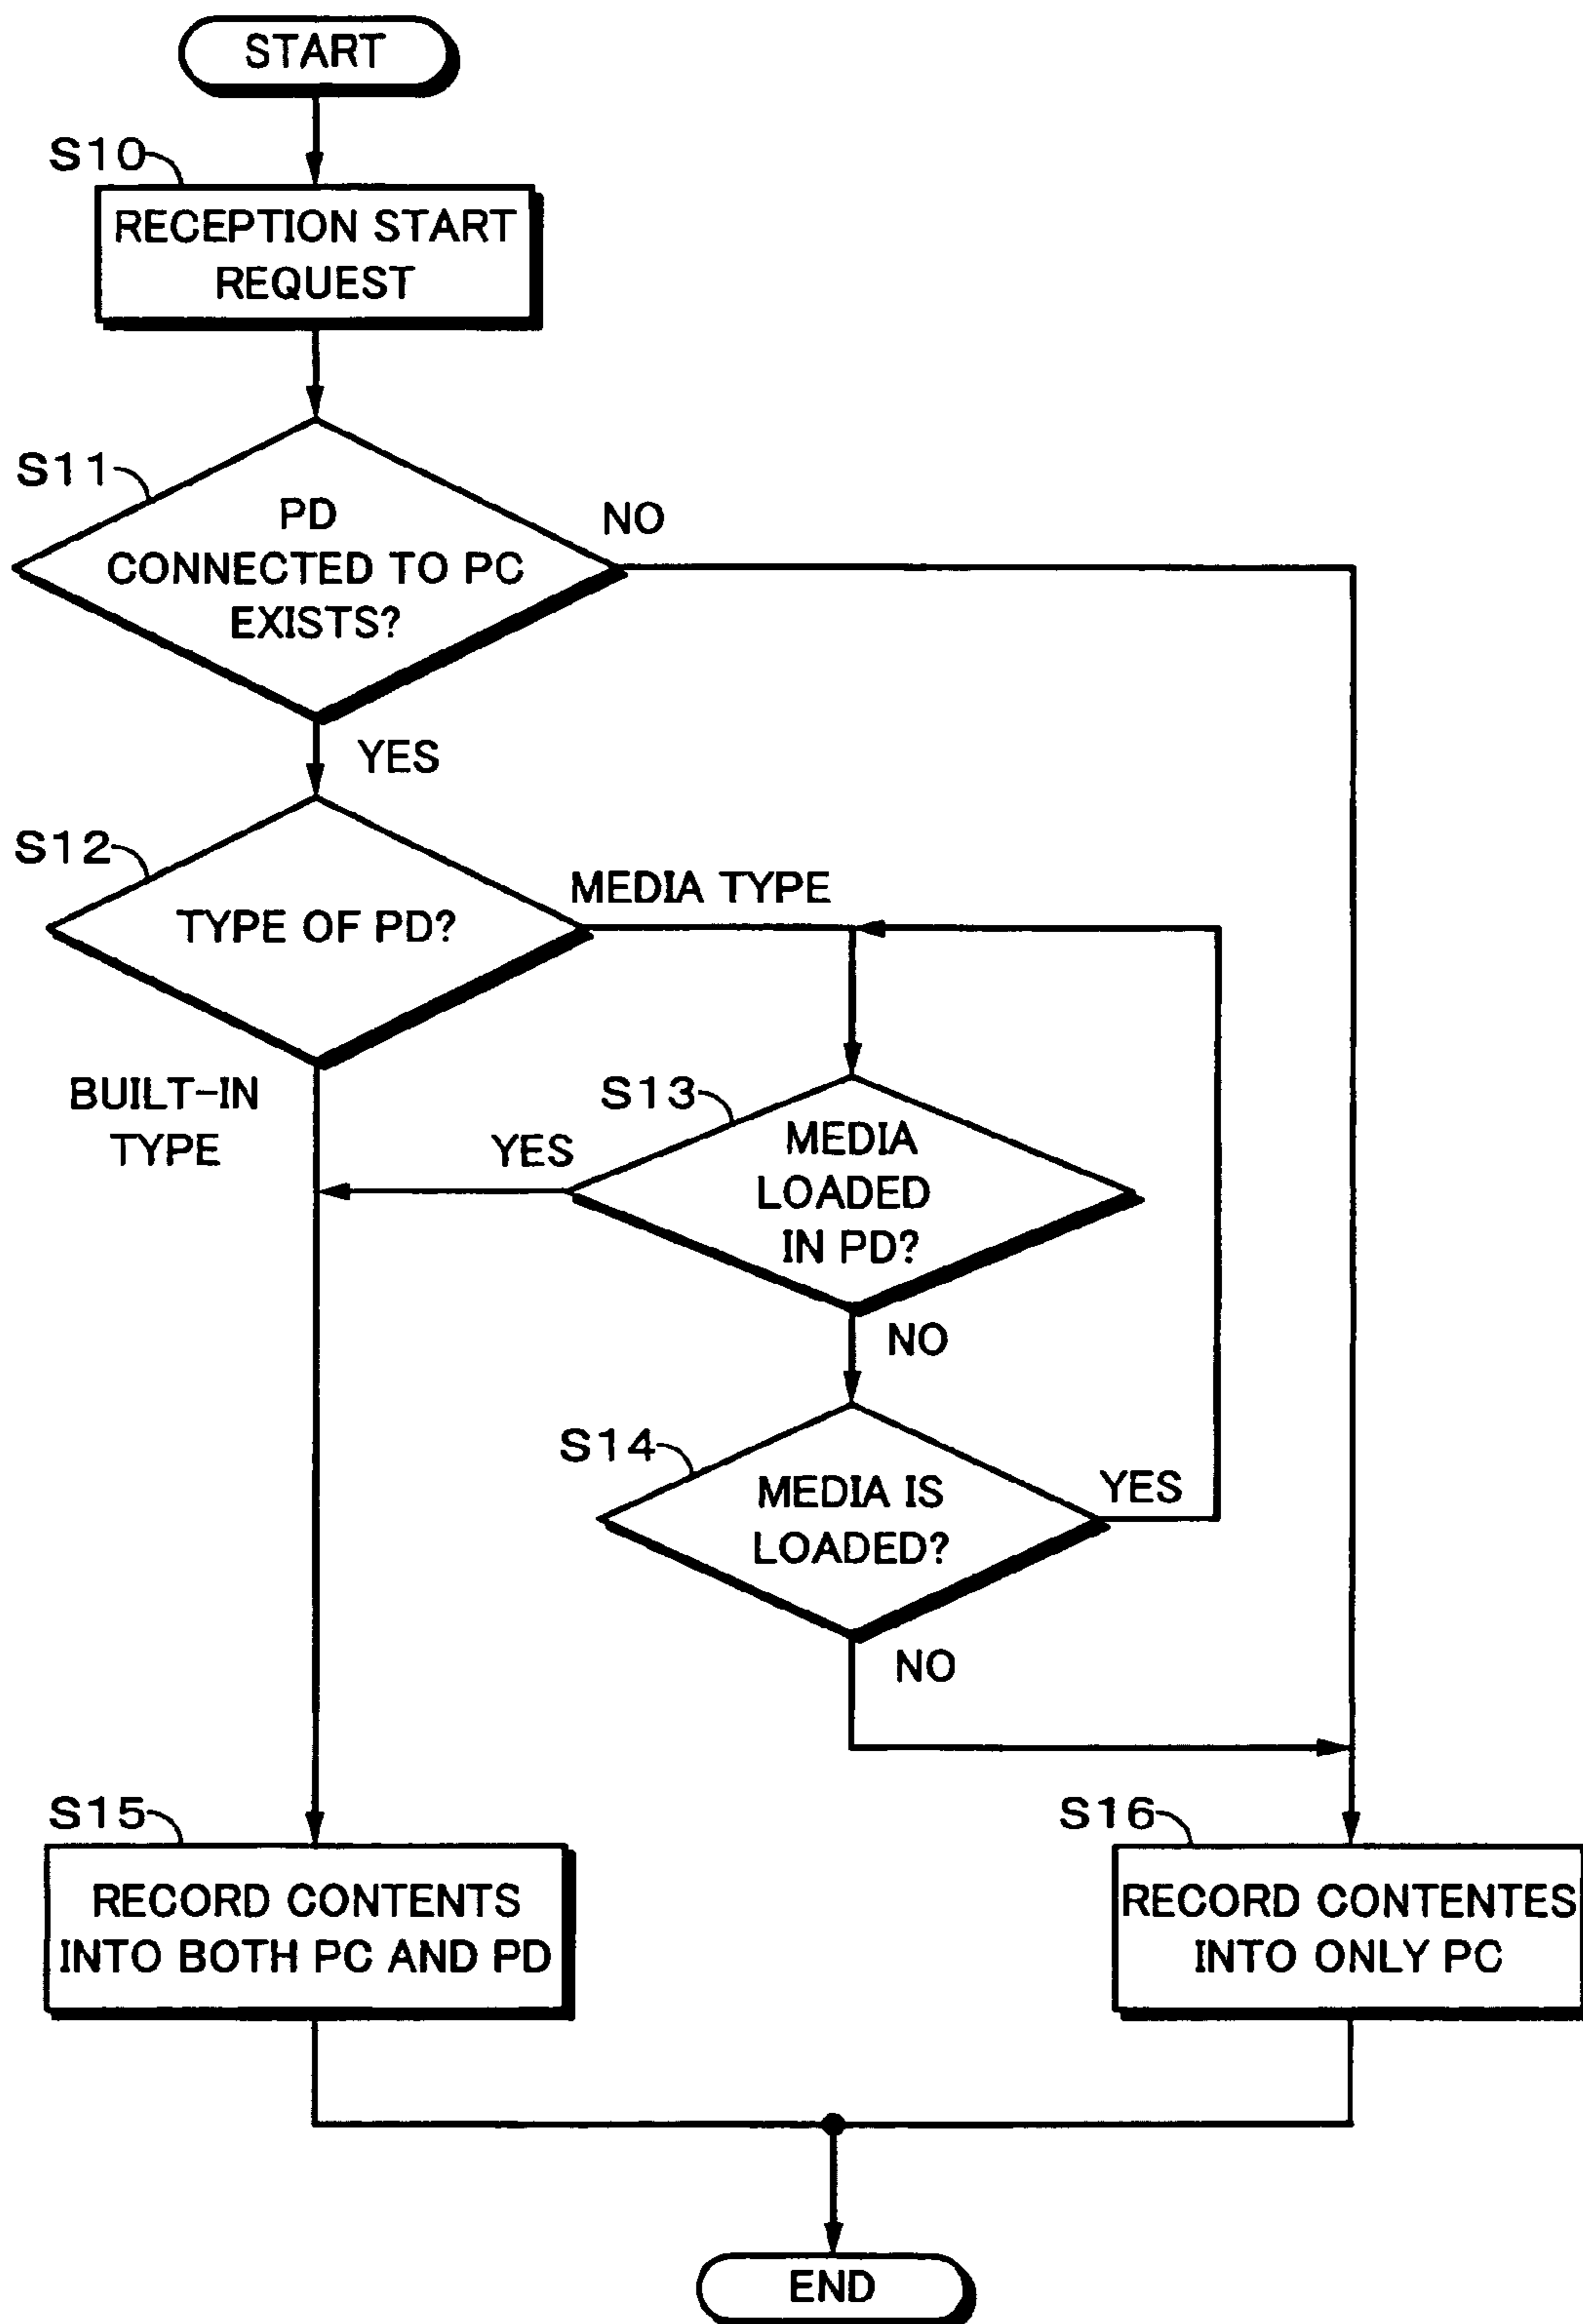 START
S10
RECEPTION START
REQUEST
S11
PD
CONNECTED TO PC
EXISTS?
NO
YES
S12
TYPE OF PD?
MEDIA TYPE
BUILT-IN
TYPE
S13
MEDIA
LOADED
IN PD?
YES
NO
S14
MEDIA IS
LOADED?
YES
NO
S15
RECORD CONTENTS
INTO BOTH PC AND PD
S16
RECORD CONTENTES
INTO ONLY PC
END